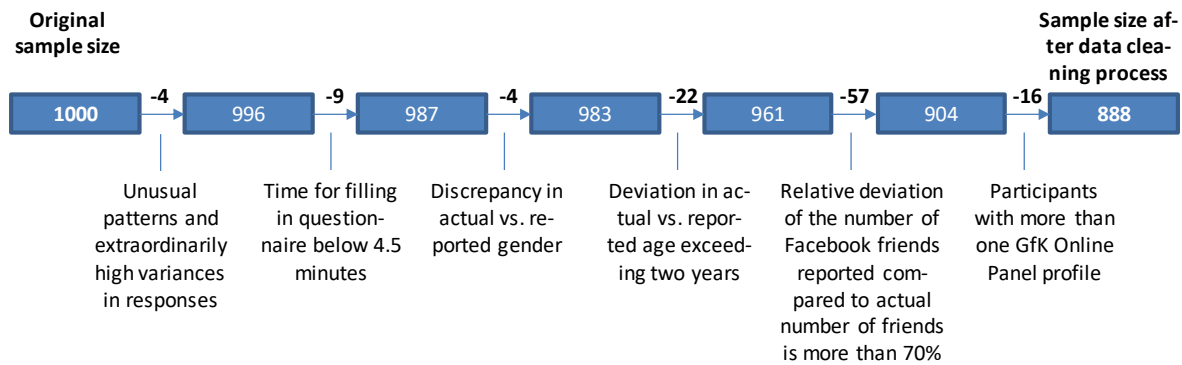 Original
sample size
Sample size af-
ter data clea-
ning process
1000
-4
996
-9
987
-4
983
-22
961
-57
904
-16
888
Unusual
patterns and
extraordinarily
high variances
in responses
Time for filling
in question-
naire below 4.5
minutes
Discrepancy in
actual vs. re-
ported gender
Deviation in ac-
tual vs. repor-
ted age exceed-
ing two years
Relative deviation
of the number of
Facebook friends
reported com-
pared to actual
number of friends
is more than 70%
Participants
with more than
one GfK Online
Panel profile